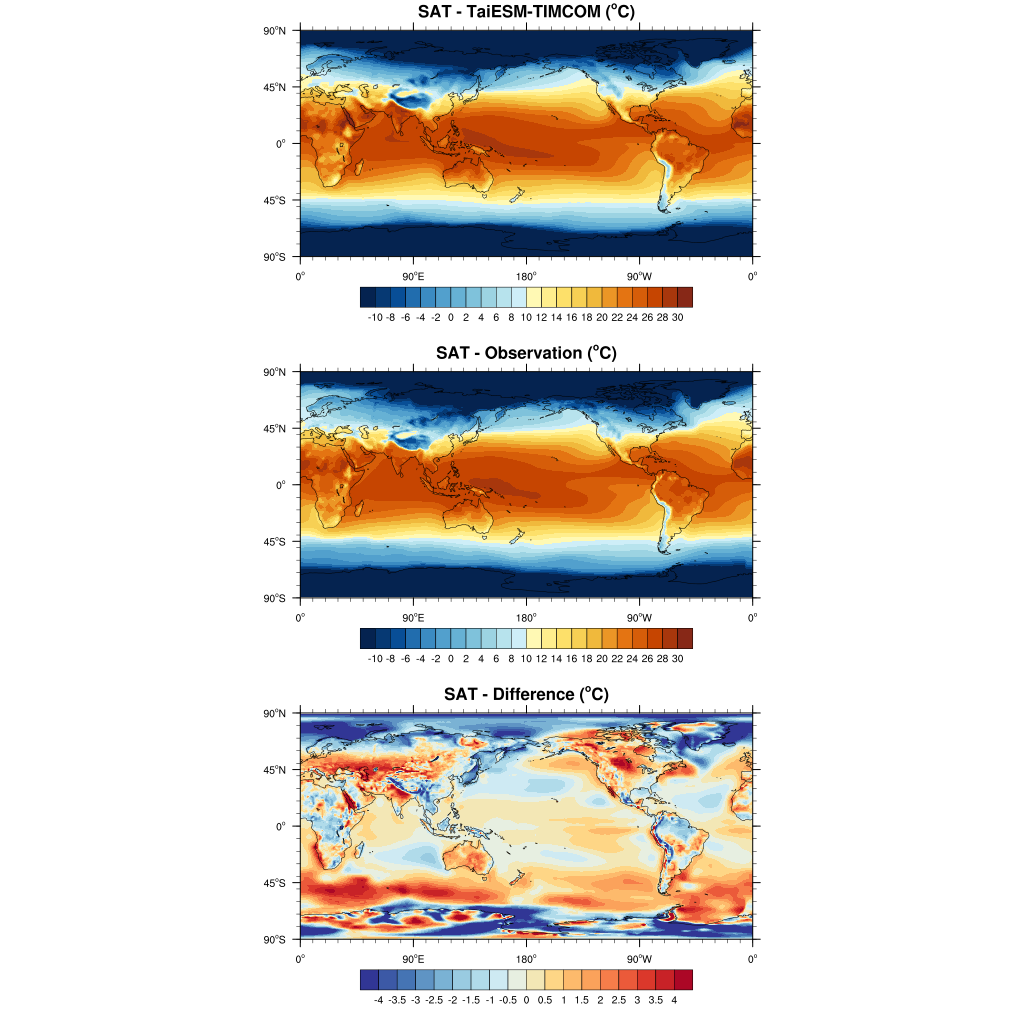 SAT - TaiESM-TIMCOM (°C)
90°N
45°N
0°
45°S
90°S
0° 90°E 180° 90°W 0°
-10 -8 -6 -4 -2 0 2 4 6 8 10 12 14 16 18 20 22 24 26 28 30
SAT - Observation (°C)
90°N
45°N
0°
45°S
90°S
0° 90°E 180° 90°W 0°
-10 -8 -6 -4 -2 0 2 4 6 8 10 12 14 16 18 20 22 24 26 28 30
SAT - Difference (°C)
90°N
45°N
0°
45°S
90°S
0° 90°E 180° 90°W 0°
-4 -3.5 -3 -2.5 -2 -1.5 -1 -0.5 0 0.5 1 1.5 2 2.5 3 3.5 4